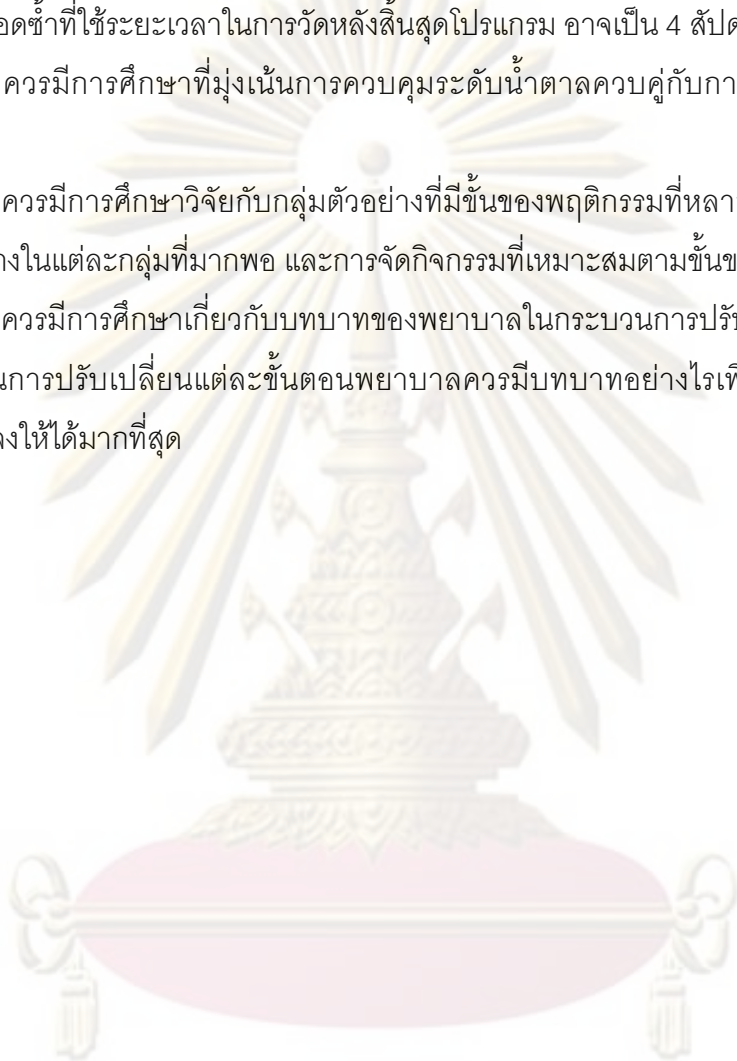 อดซ้ำที่ใช้ระยะเวลาในการวัดหลังสิ้นสุดโปรแกรม อาจเป็น 4 สัปด
ควรมีการศึกษาที่มุ่งเน้นการควบคุมระดับน้ำตาลควบคู่กับกา
ควรมีการศึกษาวิจัยกับกลุ่มตัวอย่างที่มีขั้นของพฤติกรรมที่หลา
างในแต่ละกลุ่มที่มากพอ และการจัดกิจกรรมที่เหมาะสมตามขั้นข
ควรมีการศึกษาเกี่ยวกับบทบาทของพยาบาลในกระบวนการปรับ
นการปรับเปลี่ยนแต่ละขั้นตอนพยาบาลควรมีบทบาทอย่างไรเพื
ลงให้ได้มากที่สุด